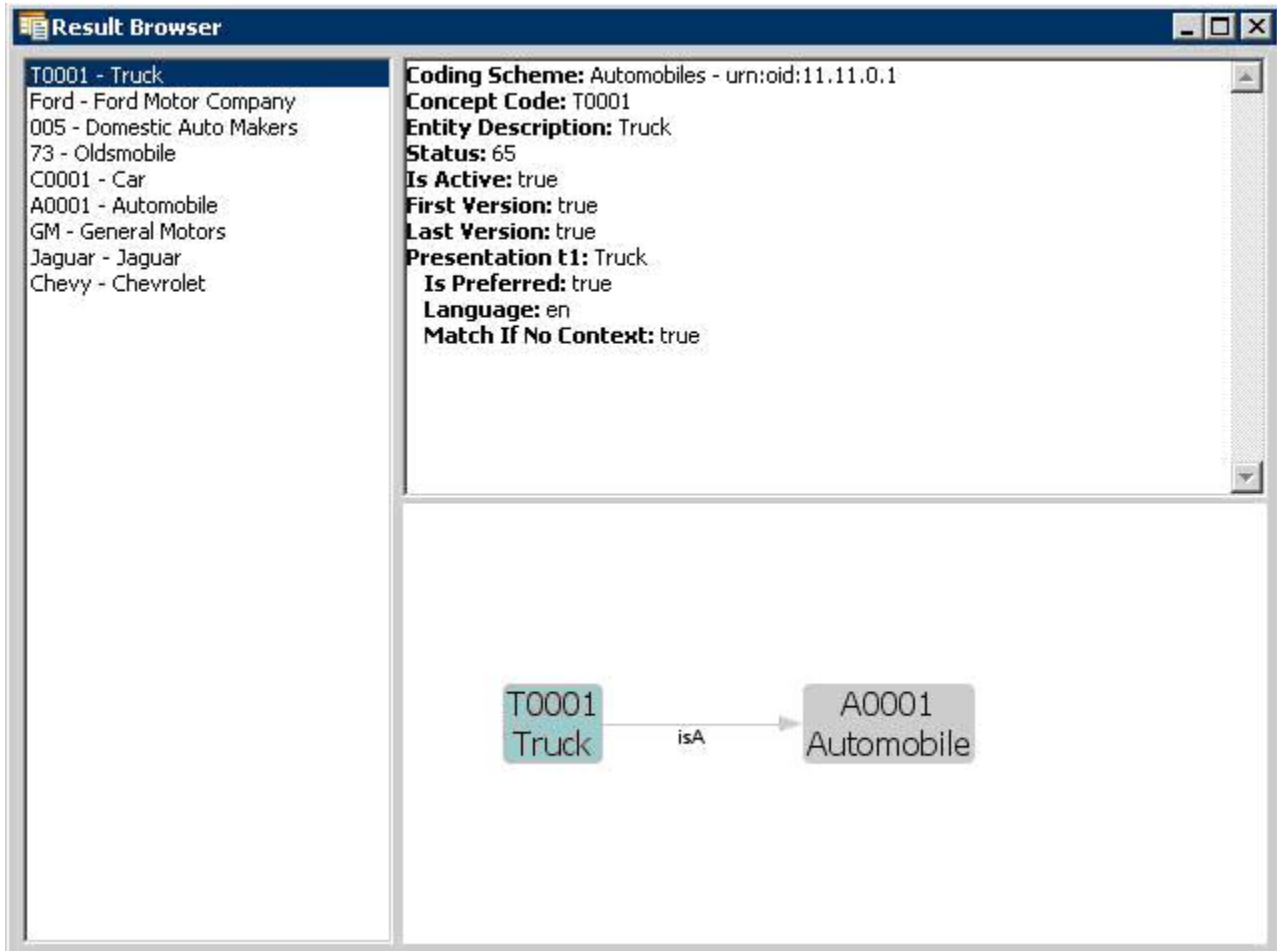 Result Browser
T0001 - Truck
Ford - Ford Motor Company
005 - Domestic Auto Makers
73 - Oldsmobile
C0001 - Car
A0001 - Automobile
GM - General Motors
Jaguar - Jaguar
Chevy - Chevrolet
Coding Scheme: Automobiles - urn:oid:11.11.0.1
Concept Code: T0001
Entity Description: Truck
Status: 65
Is Active: true
First Version: true
Last Version: true
Presentation t1: Truck
Is Preferred: true
Language: en
Match If No Context: true
T0001
Truck
isA
A0001
Automobile